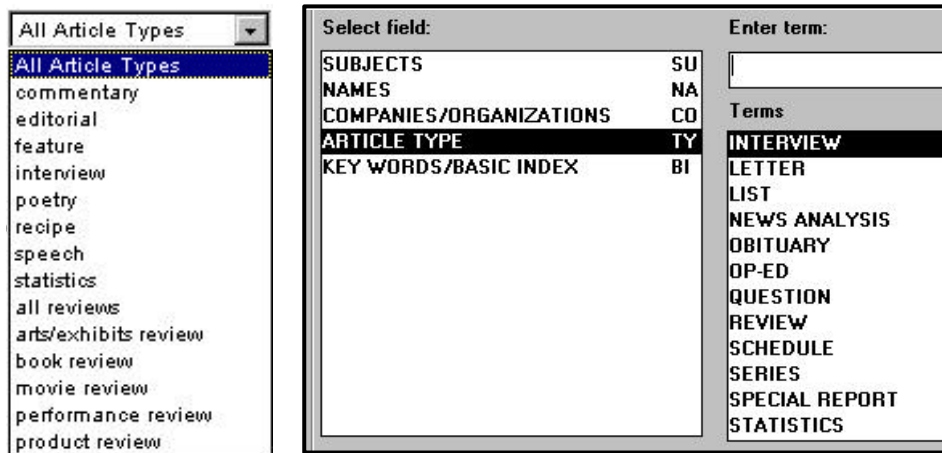 All Article Types
All Article Types
commentary
editorial
feature
interview
poetry
recipe
speech
statistics
all reviews
arts/exhibits review
book review
movie review
performance review
product review
Select field:
SUBJECTS SU
NAMES NA
COMPANIES/ORGANIZATIONS CO
ARTICLE TYPE TY
KEY WORDS/BASIC INDEX BI
Enter term:
Terms
INTERVIEW
LETTER
LIST
NEWS ANALYSIS
OBITUARY
OP-ED
QUESTION
REVIEW
SCHEDULE
SERIES
SPECIAL REPORT
STATISTICS